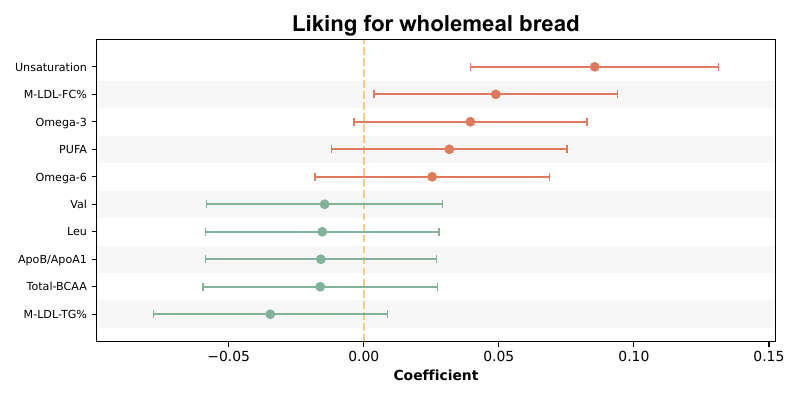 Liking for wholemeal bread
Unsaturation
M-LDL-FC%
Omega-3
PUFA
Omega-6
Val
Leu
ApoB/ApoA1
Total-BCAA
M-LDL-TG%
−0.05 0.00 0.05 0.10 0.15
Coefficient